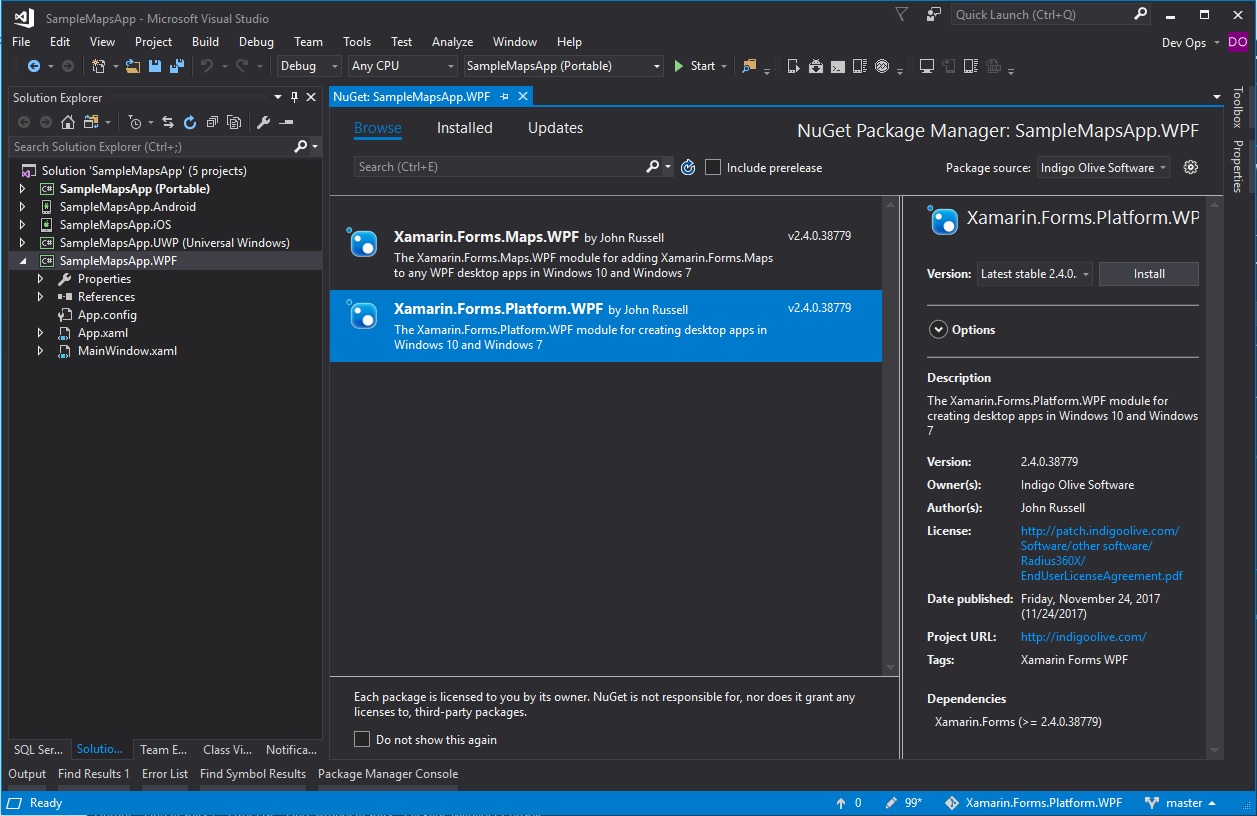 SampleMapsApp - Microsoft Visual Studio
Quick Launch (Ctrl+Q)
File Edit View Project Build Debug Team Tools Test Analyze Window Help
Dev Ops DO
Debug Any CPU SampleMapsApp (Portable) Start
Solution Explorer
Search Solution Explorer (Ctrl+;)
Solution 'SampleMapsApp' (5 projects)
C# SampleMapsApp (Portable)
SampleMapsApp.Android
SampleMapsApp.iOS
C# SampleMapsApp.UWP (Universal Windows)
C# SampleMapsApp.WPF
Properties
References
App.config
App.xaml
MainWindow.xaml
SQL Ser... Solutio... Team E... Class Vi... Notifica...
NuGet: SampleMapsApp.WPF
Browse Installed Updates
NuGet Package Manager: SampleMapsApp.WPF
Search (Ctrl+E)
Include prerelease
Package source: Indigo Olive Software
Xamarin.Forms.Maps.WPF by John Russell v2.4.0.38779
The Xamarin.Forms.Maps.WPF module for adding Xamarin.Forms.Maps
to any WPF desktop apps in Windows 10 and Windows 7
Xamarin.Forms.Platform.WPF by John Russell v2.4.0.38779
The Xamarin.Forms.Platform.WPF module for creating desktop apps in
Windows 10 and Windows 7
Each package is licensed to you by its owner. NuGet is not responsible for, nor does it grant any
licenses to, third-party packages.
Do not show this again
Xamarin.Forms.Platform.WP
Version: Latest stable 2.4.0. Install
Options
Description
The Xamarin.Forms.Platform.WPF module for
creating desktop apps in Windows 10 and Windows
7
Version: 2.4.0.38779
Owner(s): Indigo Olive Software
Author(s): John Russell
License: http://patch.indigoolive.com/
Software/other software/
Radius360X/
EndUserLicenseAgreement.pdf
Date published: Friday, November 24, 2017
(11/24/2017)
Project URL: http://indigoolive.com/
Tags: Xamarin Forms WPF
Dependencies
Xamarin.Forms (>= 2.4.0.38779)
Toolbox
Properties
Output Find Results 1 Error List Find Symbol Results Package Manager Console
Ready 0 99* Xamarin.Forms.Platform.WPF master